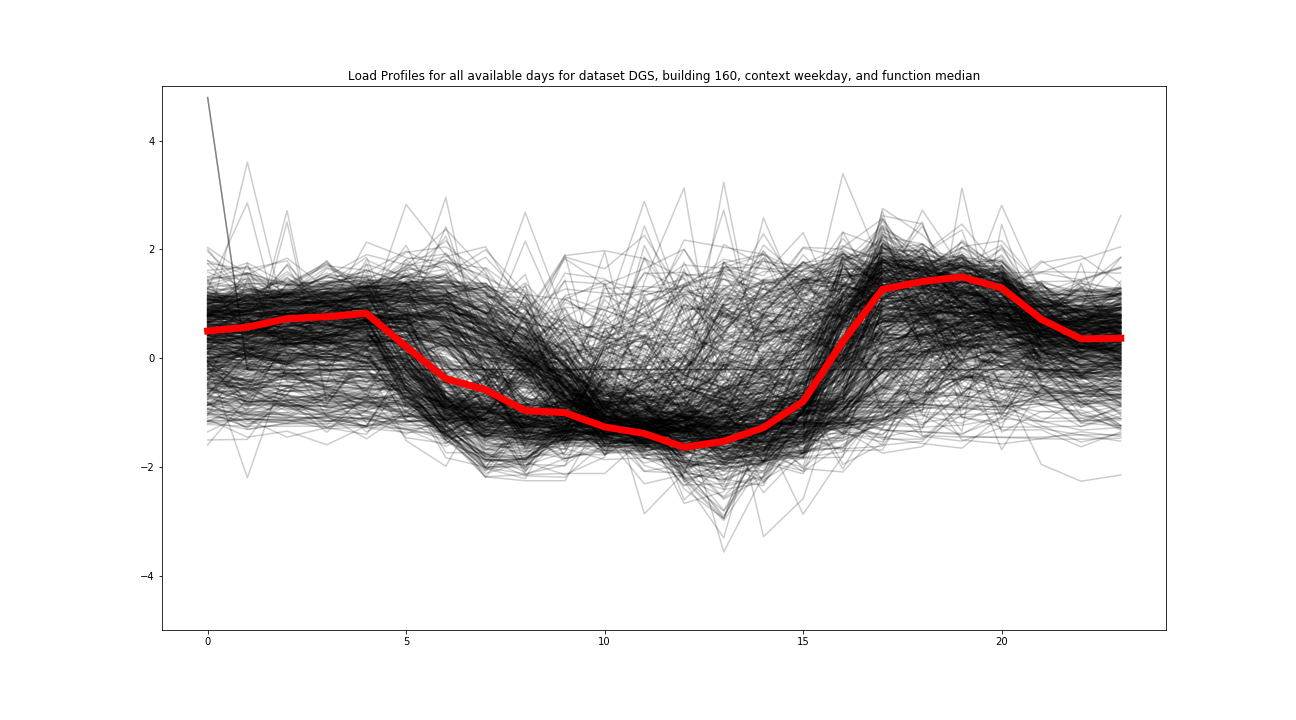 Load Profiles for all available days for dataset DGS, building 160, context weekday, and function median
4
2
0
−2
−4
0 5 10 15 20